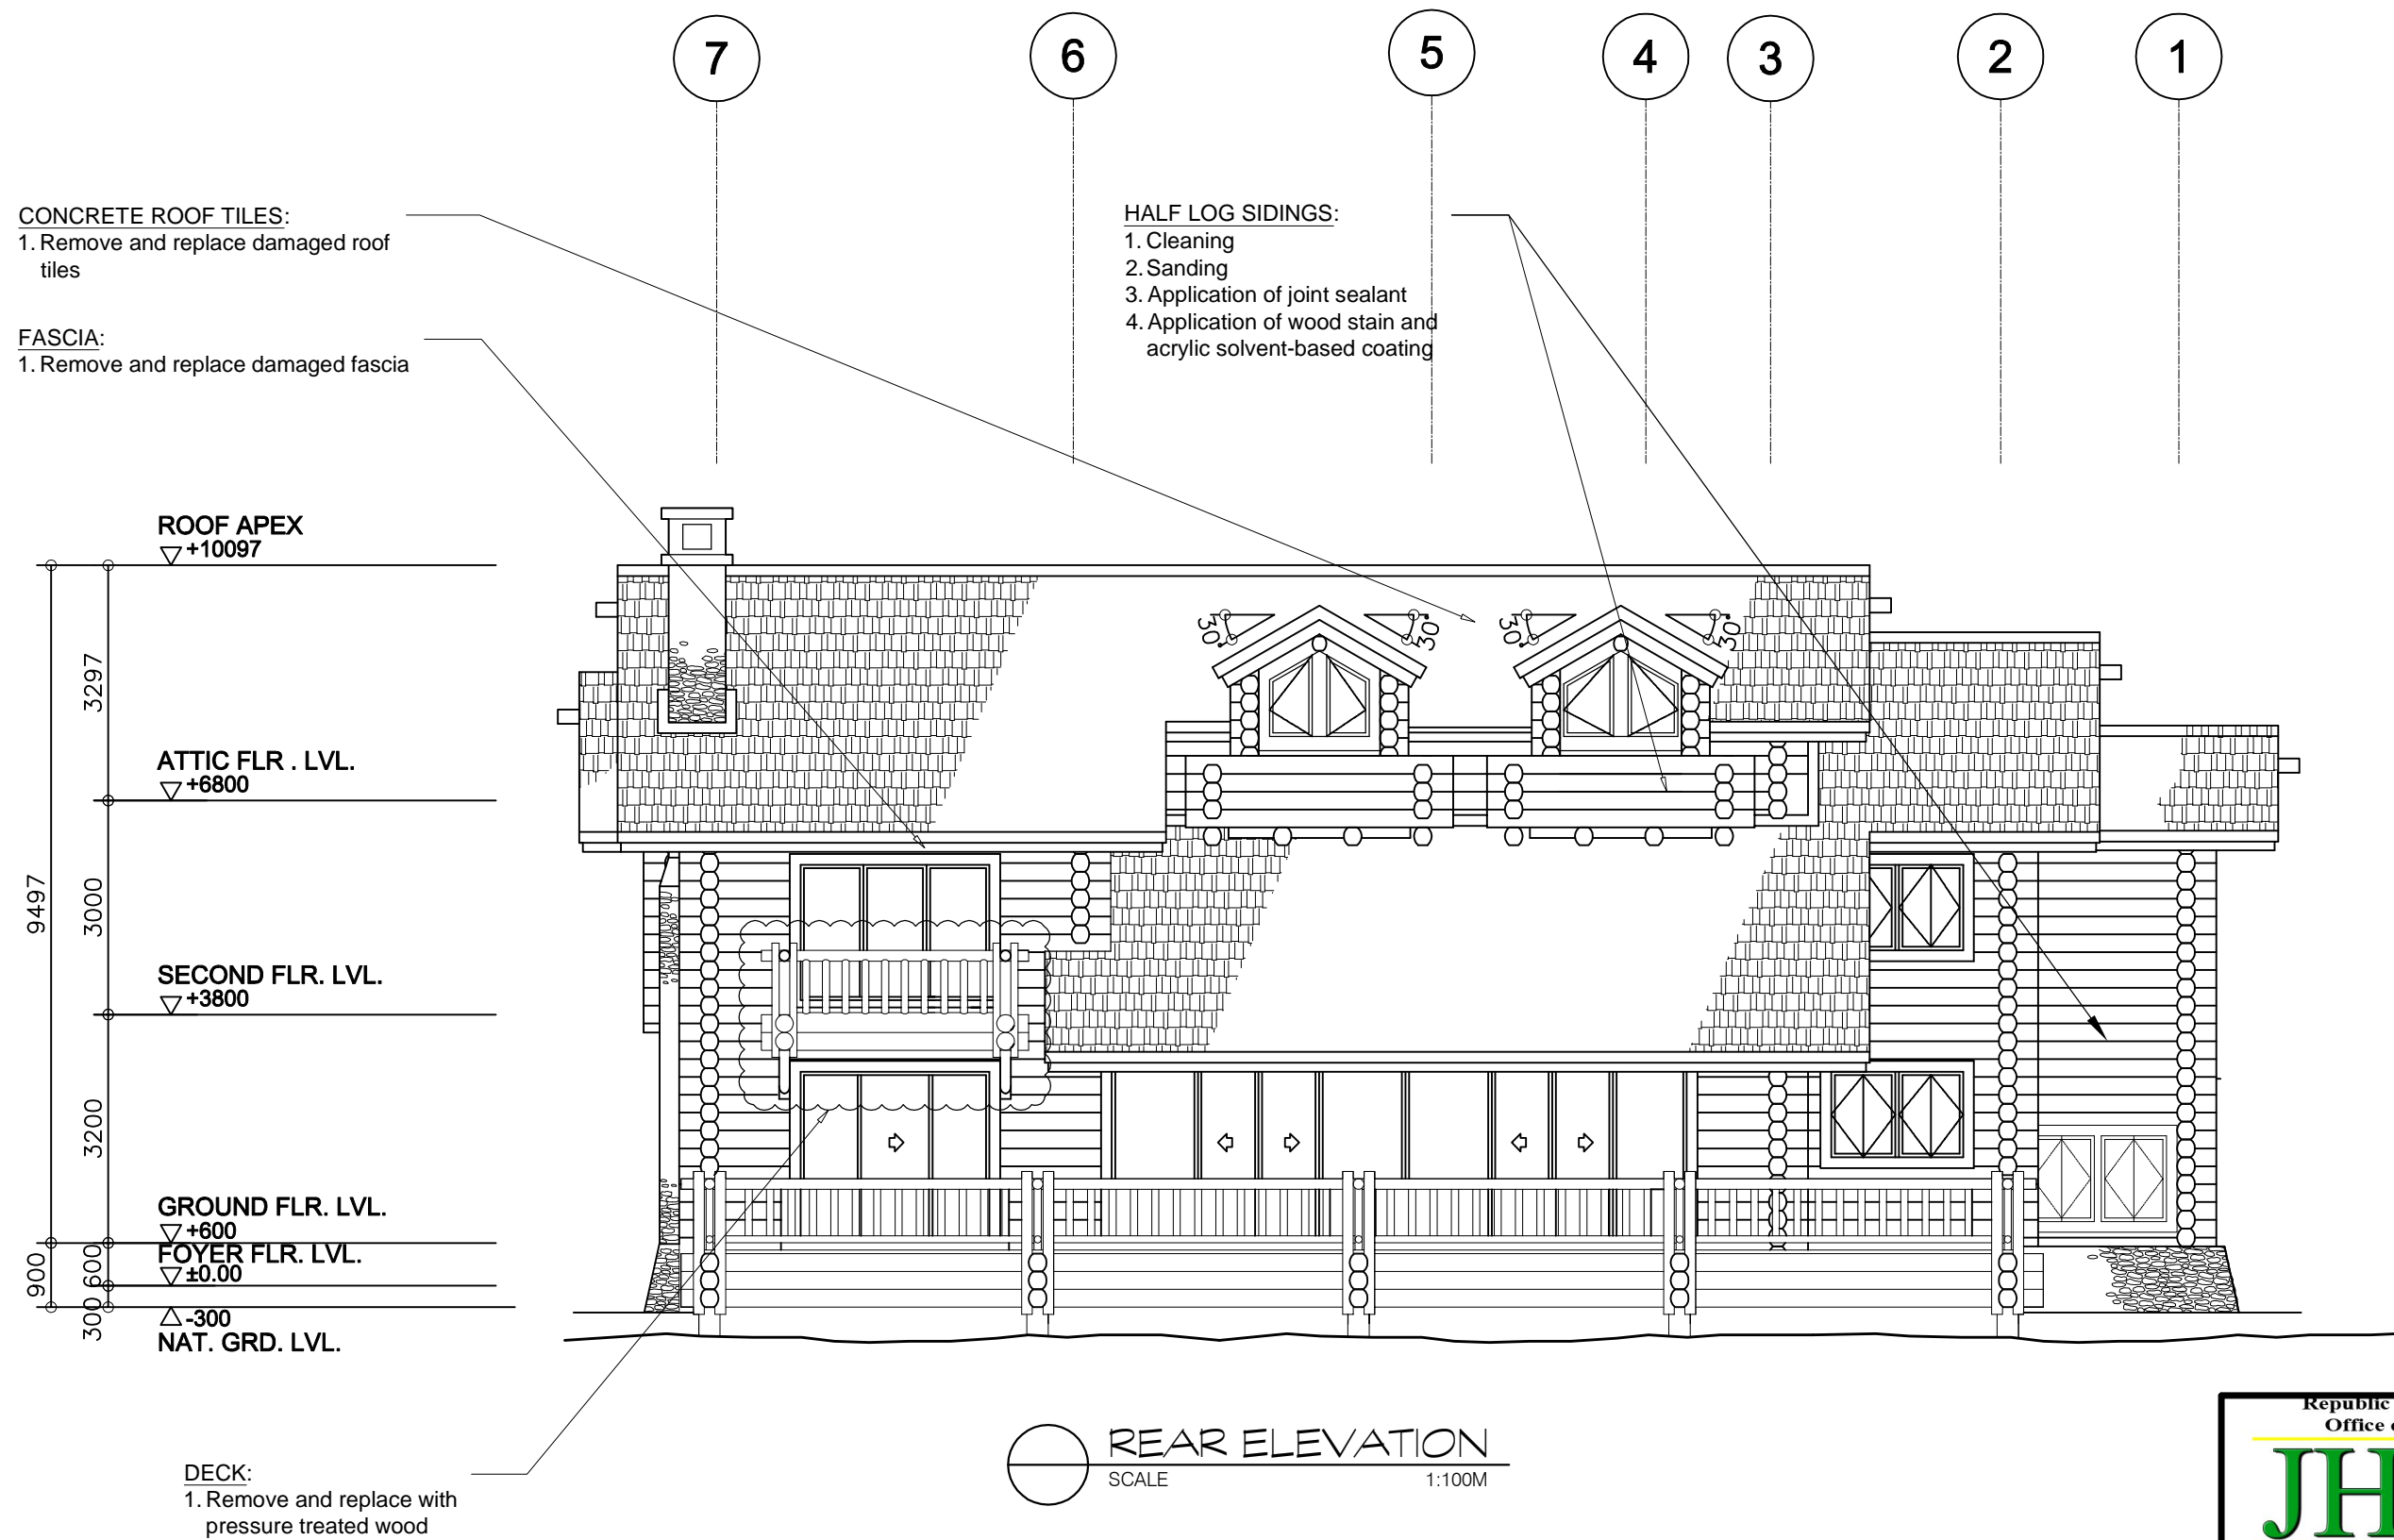 7
6
5
4
3
2
1
CONCRETE ROOF TILES:
1. Remove and replace damaged roof
tiles
FASCIA:
1. Remove and replace damaged fascia
HALF LOG SIDINGS:
1. Cleaning
2. Sanding
3. Application of joint sealant
4. Application of wood stain and
acrylic solvent-based coating
ROOF APEX
+10097
30°
30°
30°
30°
3297
ATTIC FLR . LVL.
+6800
9497
3000
SECOND FLR. LVL.
+3800
3200
GROUND FLR. LVL.
+600
FOYER FLR. LVL.
±0.00
900
600
300
-300
NAT. GRD. LVL.
DECK:
1. Remove and replace with
pressure treated wood
REAR ELEVATION
SCALE 1:100M
Republic
Office
JH